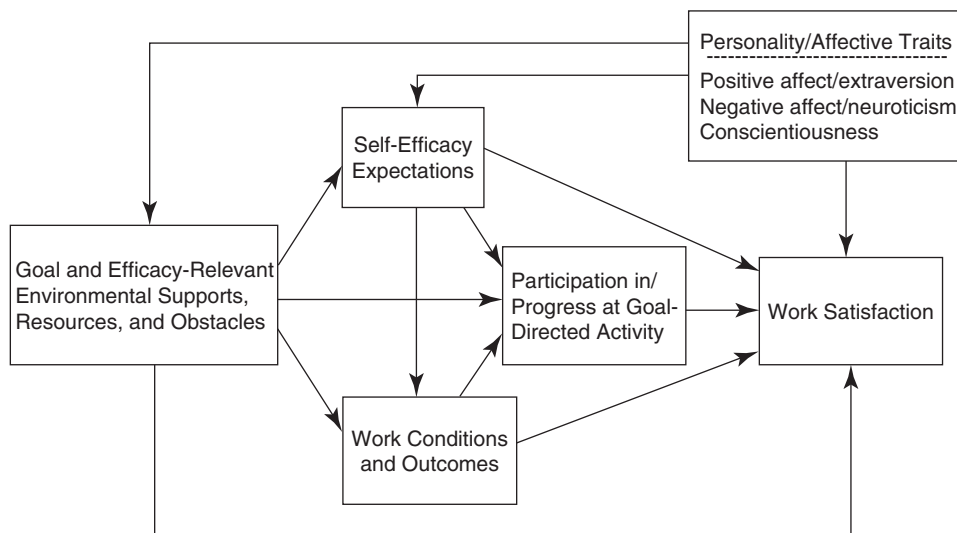 Personality/Affective Traits
Positive affect/extraversion
Negative affect/neuroticism
Conscientiousness
Self-Efficacy
Expectations
Goal and Efficacy-Relevant
Environmental Supports,
Resources, and Obstacles
Participation in/
Progress at Goal-
Directed Activity
Work Satisfaction
Work Conditions
and Outcomes